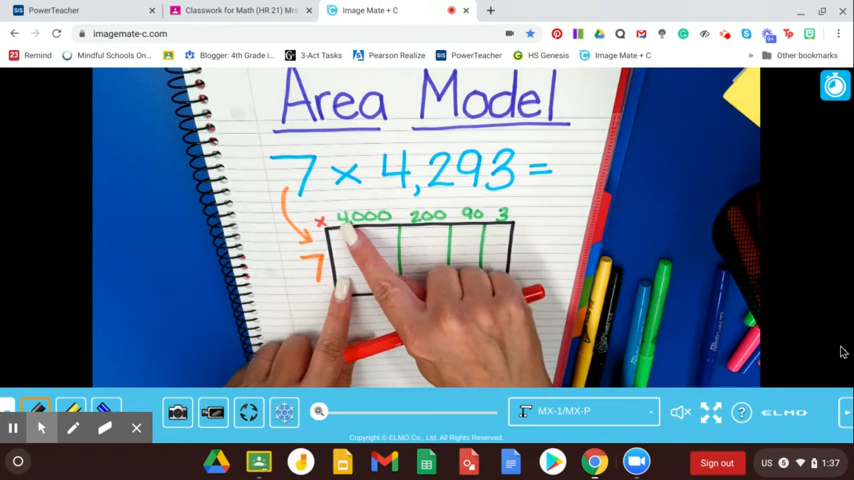 PowerTeacher
Classwork for Math (HR 21) Mrs
Image Mate + C
imagemate-c.com
Remind
Mindful Schools On...
Blogger: 4th Grade i...
3-Act Tasks
Pearson Realize
PowerTeacher
HS Genesis
Image Mate + C
»
Other bookmarks
Area Model
7 × 4,293 =
× 4,000 200 90 3
7
MX-1/MX-P
ELMO
Copyright © ELMO Co., Ltd. All Rights Reserved.
Sign out
US
1:37